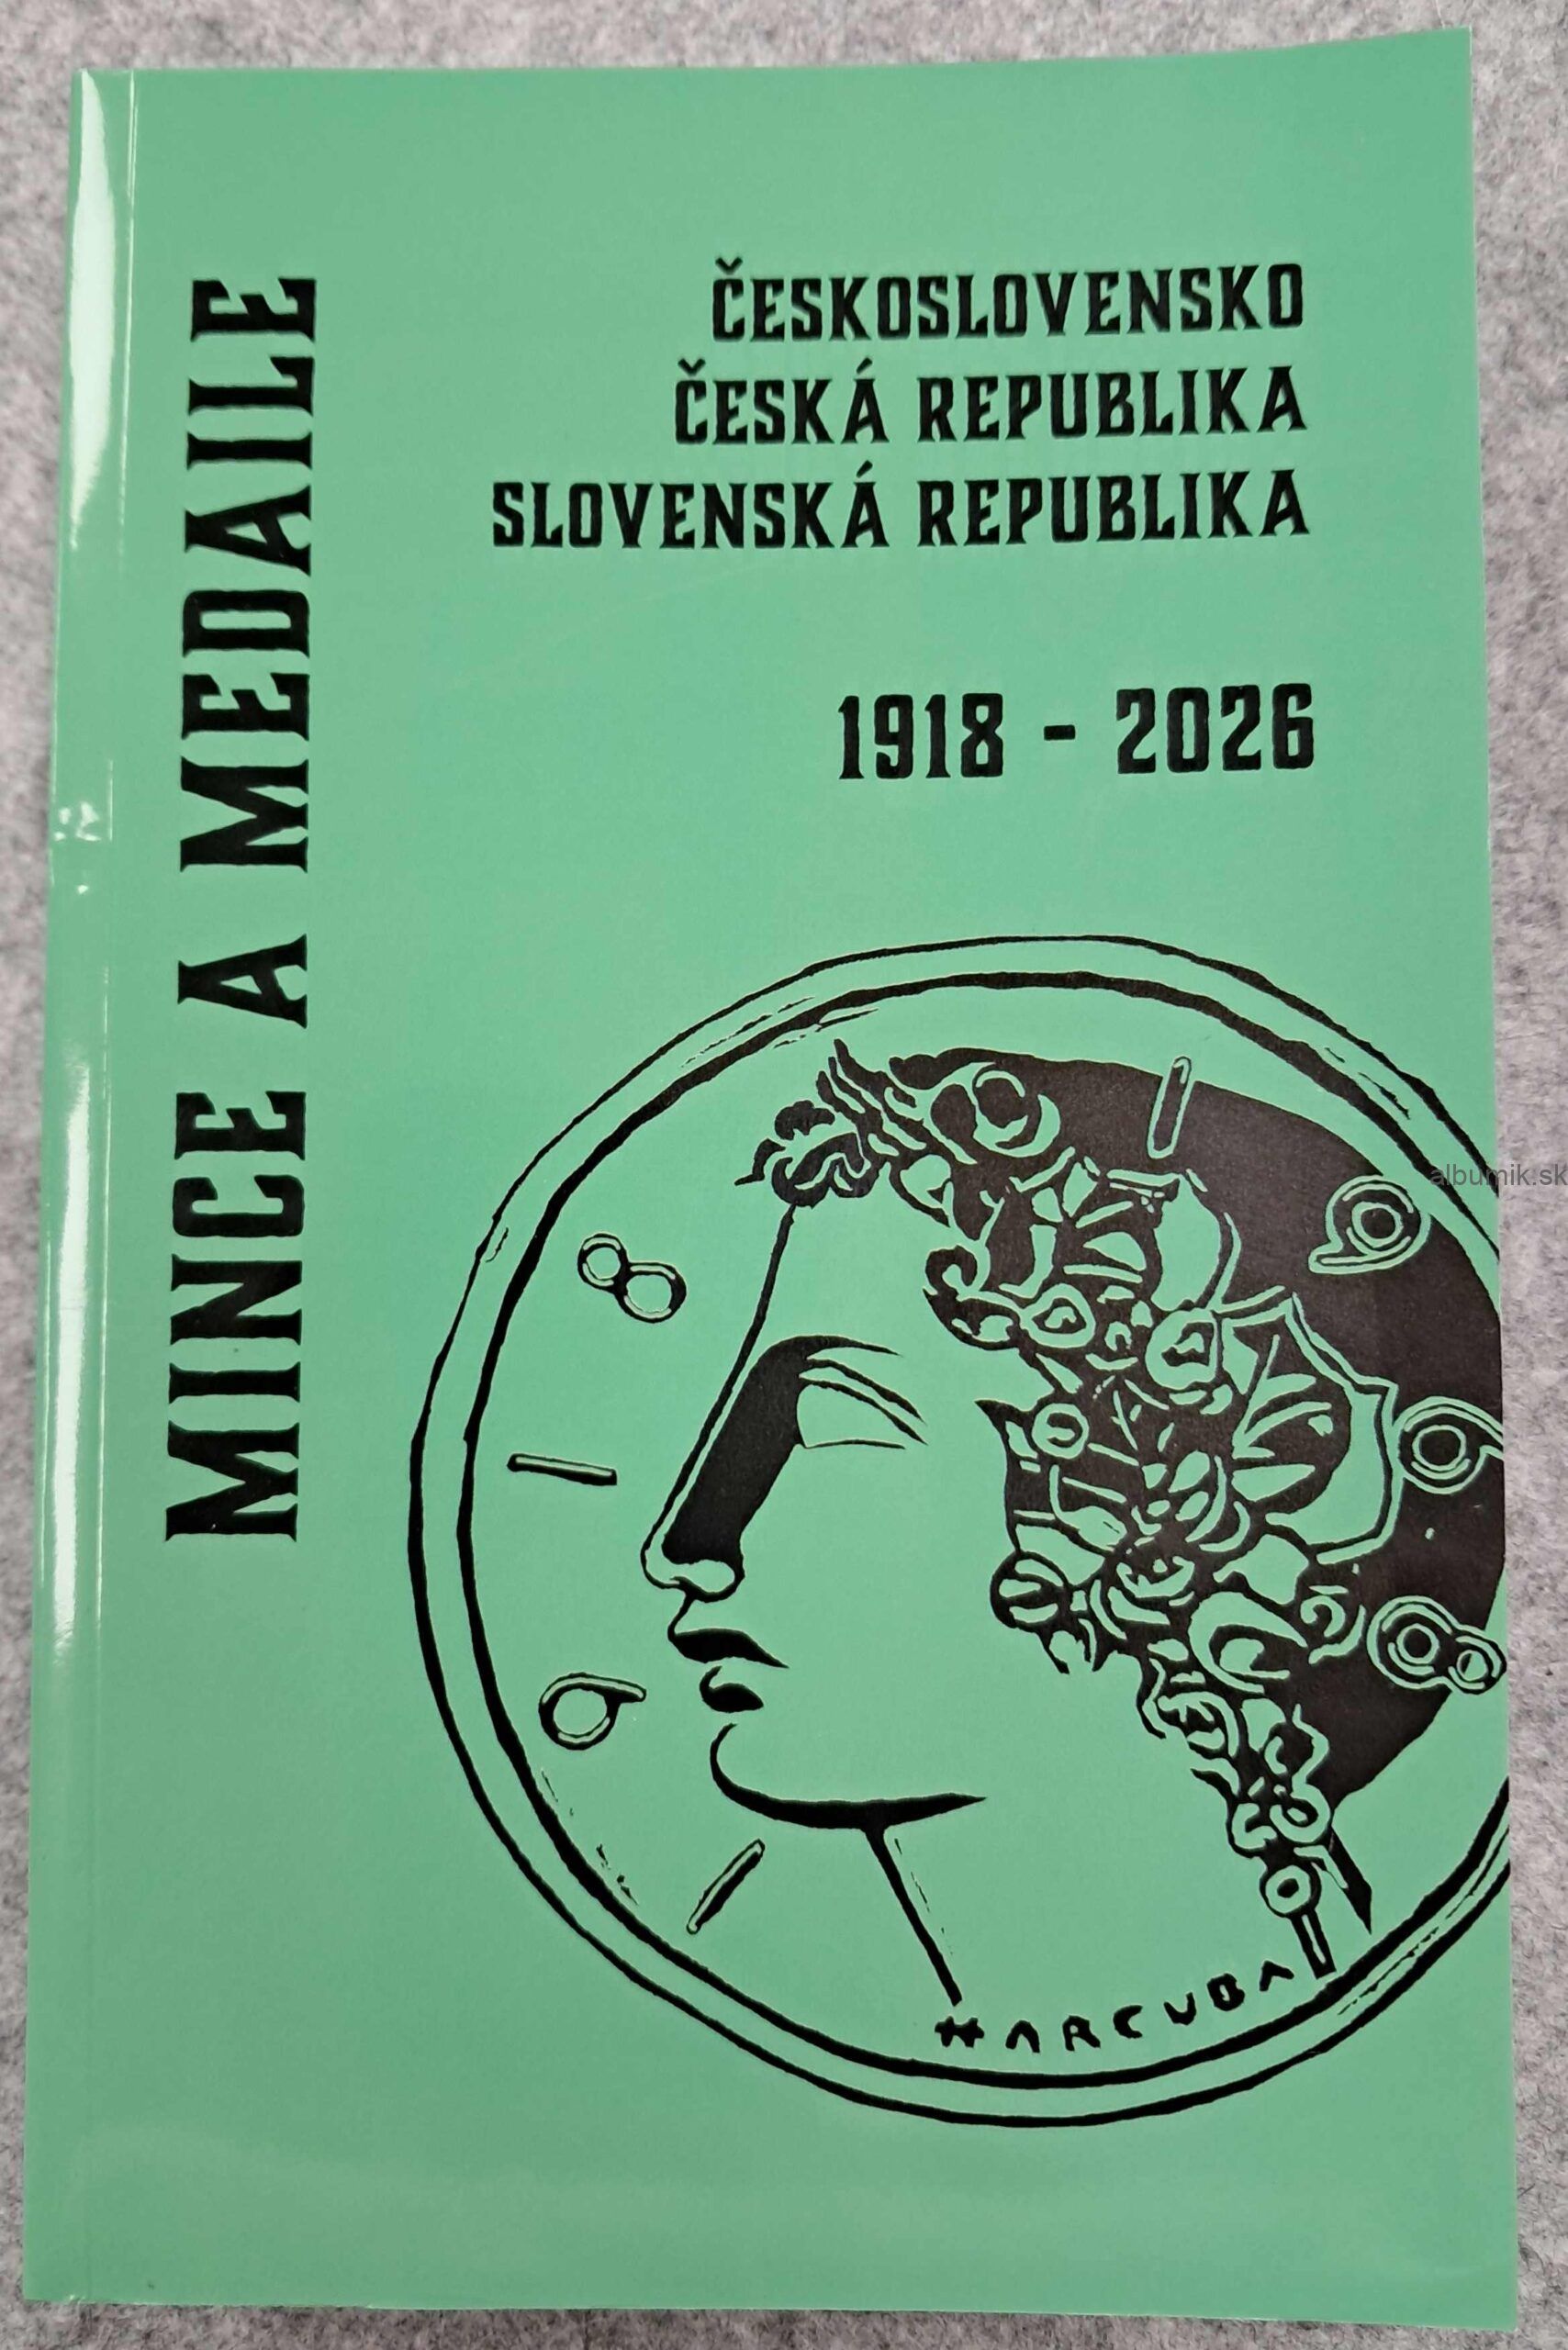 MINCE A MEDAILE
ČESKOSLOVENSKO
ČESKÁ REPUBLIKA
SLOVENSKÁ REPUBLIKA
1918 - 2026
albumik.sk
HARCUBA